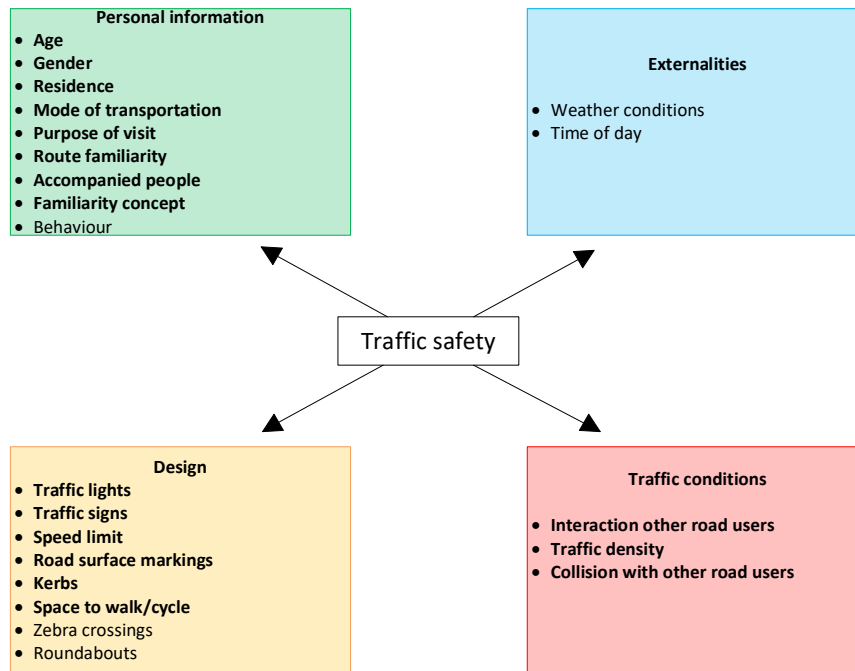 Personal information
• Age
• Gender
• Residence
• Mode of transportation
• Purpose of visit
• Route familiarity
• Accompanied people
• Familiarity concept
• Behaviour
Externalities
• Weather conditions
• Time of day
Traffic safety
Design
• Traffic lights
• Traffic signs
• Speed limit
• Road surface markings
• Kerbs
• Space to walk/cycle
• Zebra crossings
• Roundabouts
Traffic conditions
• Interaction other road users
• Traffic density
• Collision with other road users